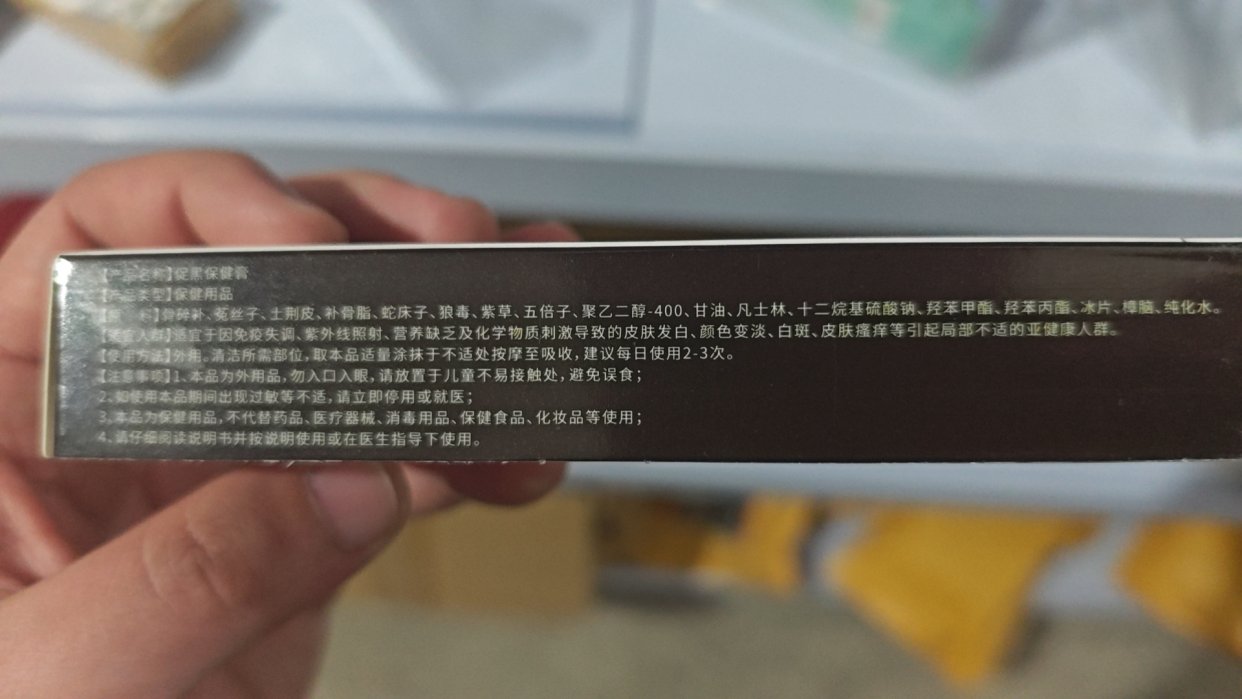 【产品名称】促黑保健膏
【产品类型】保健用品
骨碎补、菟丝子、土荆皮、补骨脂、蛇床子、狼毒、紫草、五倍子、聚乙二醇-400、甘油、凡士林、十二烷基硫酸钠、羟苯甲酯、羟苯丙酯、冰片、樟脑、纯化水。
【适宜人群】适宜于因免疫失调、紫外线照射、营养缺乏及化学物质刺激导致的皮肤发白、颜色变淡、白斑、皮肤瘙痒等引起局部不适的亚健康人群。
【使用方法】外用。清洁所需部位,取本品适量涂抹于不适处按摩至吸收,建议每日使用2-3次。
【注意事项】1、本品为外用品,勿入口入眼,请放置于儿童不易接触处,避免误食;
2、如使用本品期间出现过敏等不适,请立即停用或就医;
3、本品为保健用品,不代替药品、医疗器械、消毒用品、保健食品、化妆品等使用;
4、请仔细阅读说明书并按说明使用或在医生指导下使用。